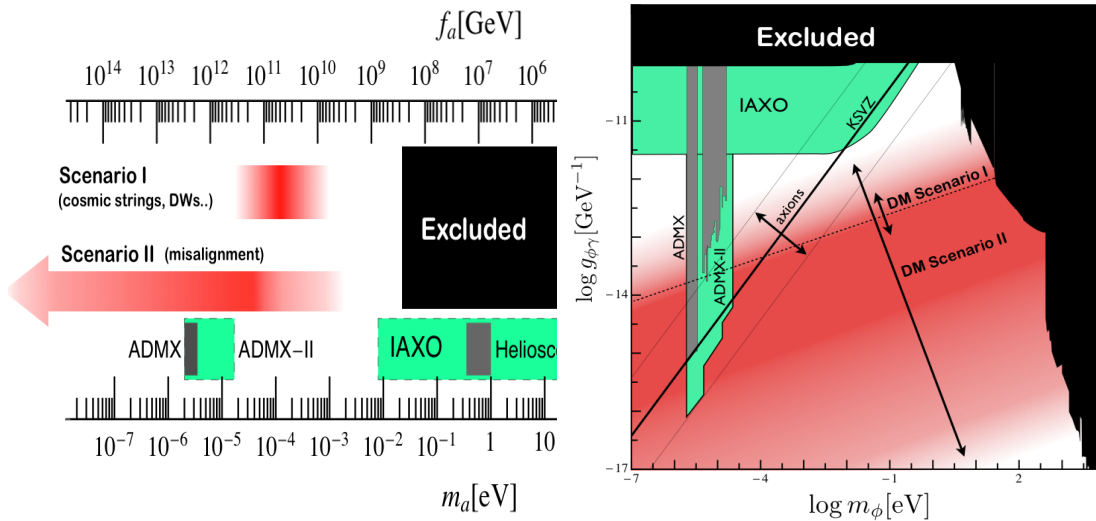 f_a[GeV]
10^14 10^13 10^12 10^11 10^10 10^9 10^8 10^7 10^6
Scenario I
(cosmic strings, DWs..)
Scenario II (misalignment)
Excluded
ADMX
ADMX-II
IAXO
Heliosc
10^-7 10^-6 10^-5 10^-4 10^-3 10^-2 10^-1 1 10
m_a[eV]
Excluded
IAXO
KSVZ
axions
ADMX
ADMX-II
DM Scenario I
DM Scenario II
log g_ϕγ[GeV^-1]
-11
-14
-17
-7 -4 -1 2
log m_ϕ[eV]